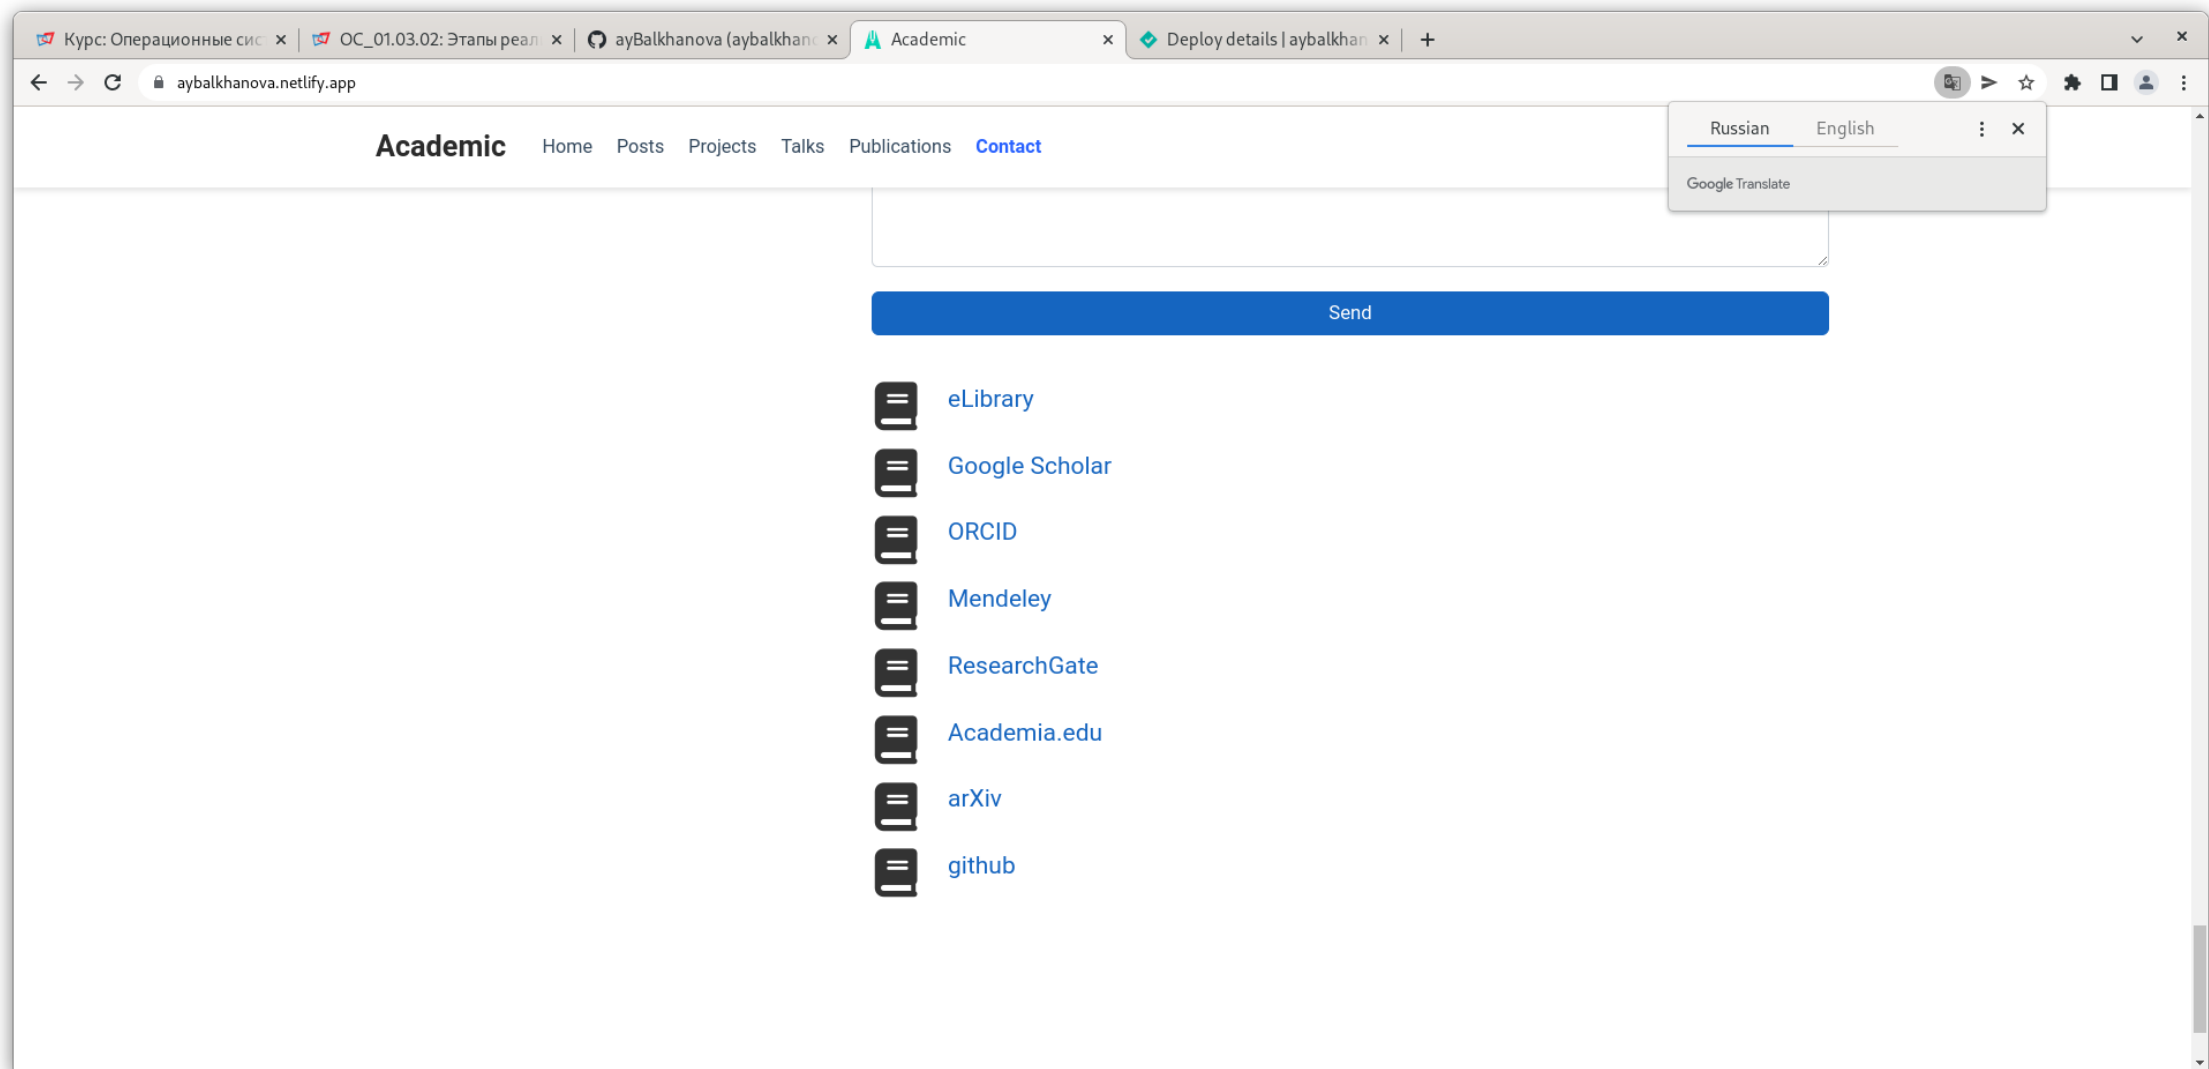 Курс: Операционные сис
ОС_01.03.02: Этапы реал
ayBalkhanova (aybalkhano
Academic
Deploy details | aybalkhan
aybalkhanova.netlify.app
Russian English
Google Translate
Academic Home Posts Projects Talks Publications Contact
Send
eLibrary
Google Scholar
ORCID
Mendeley
ResearchGate
Academia.edu
arXiv
github